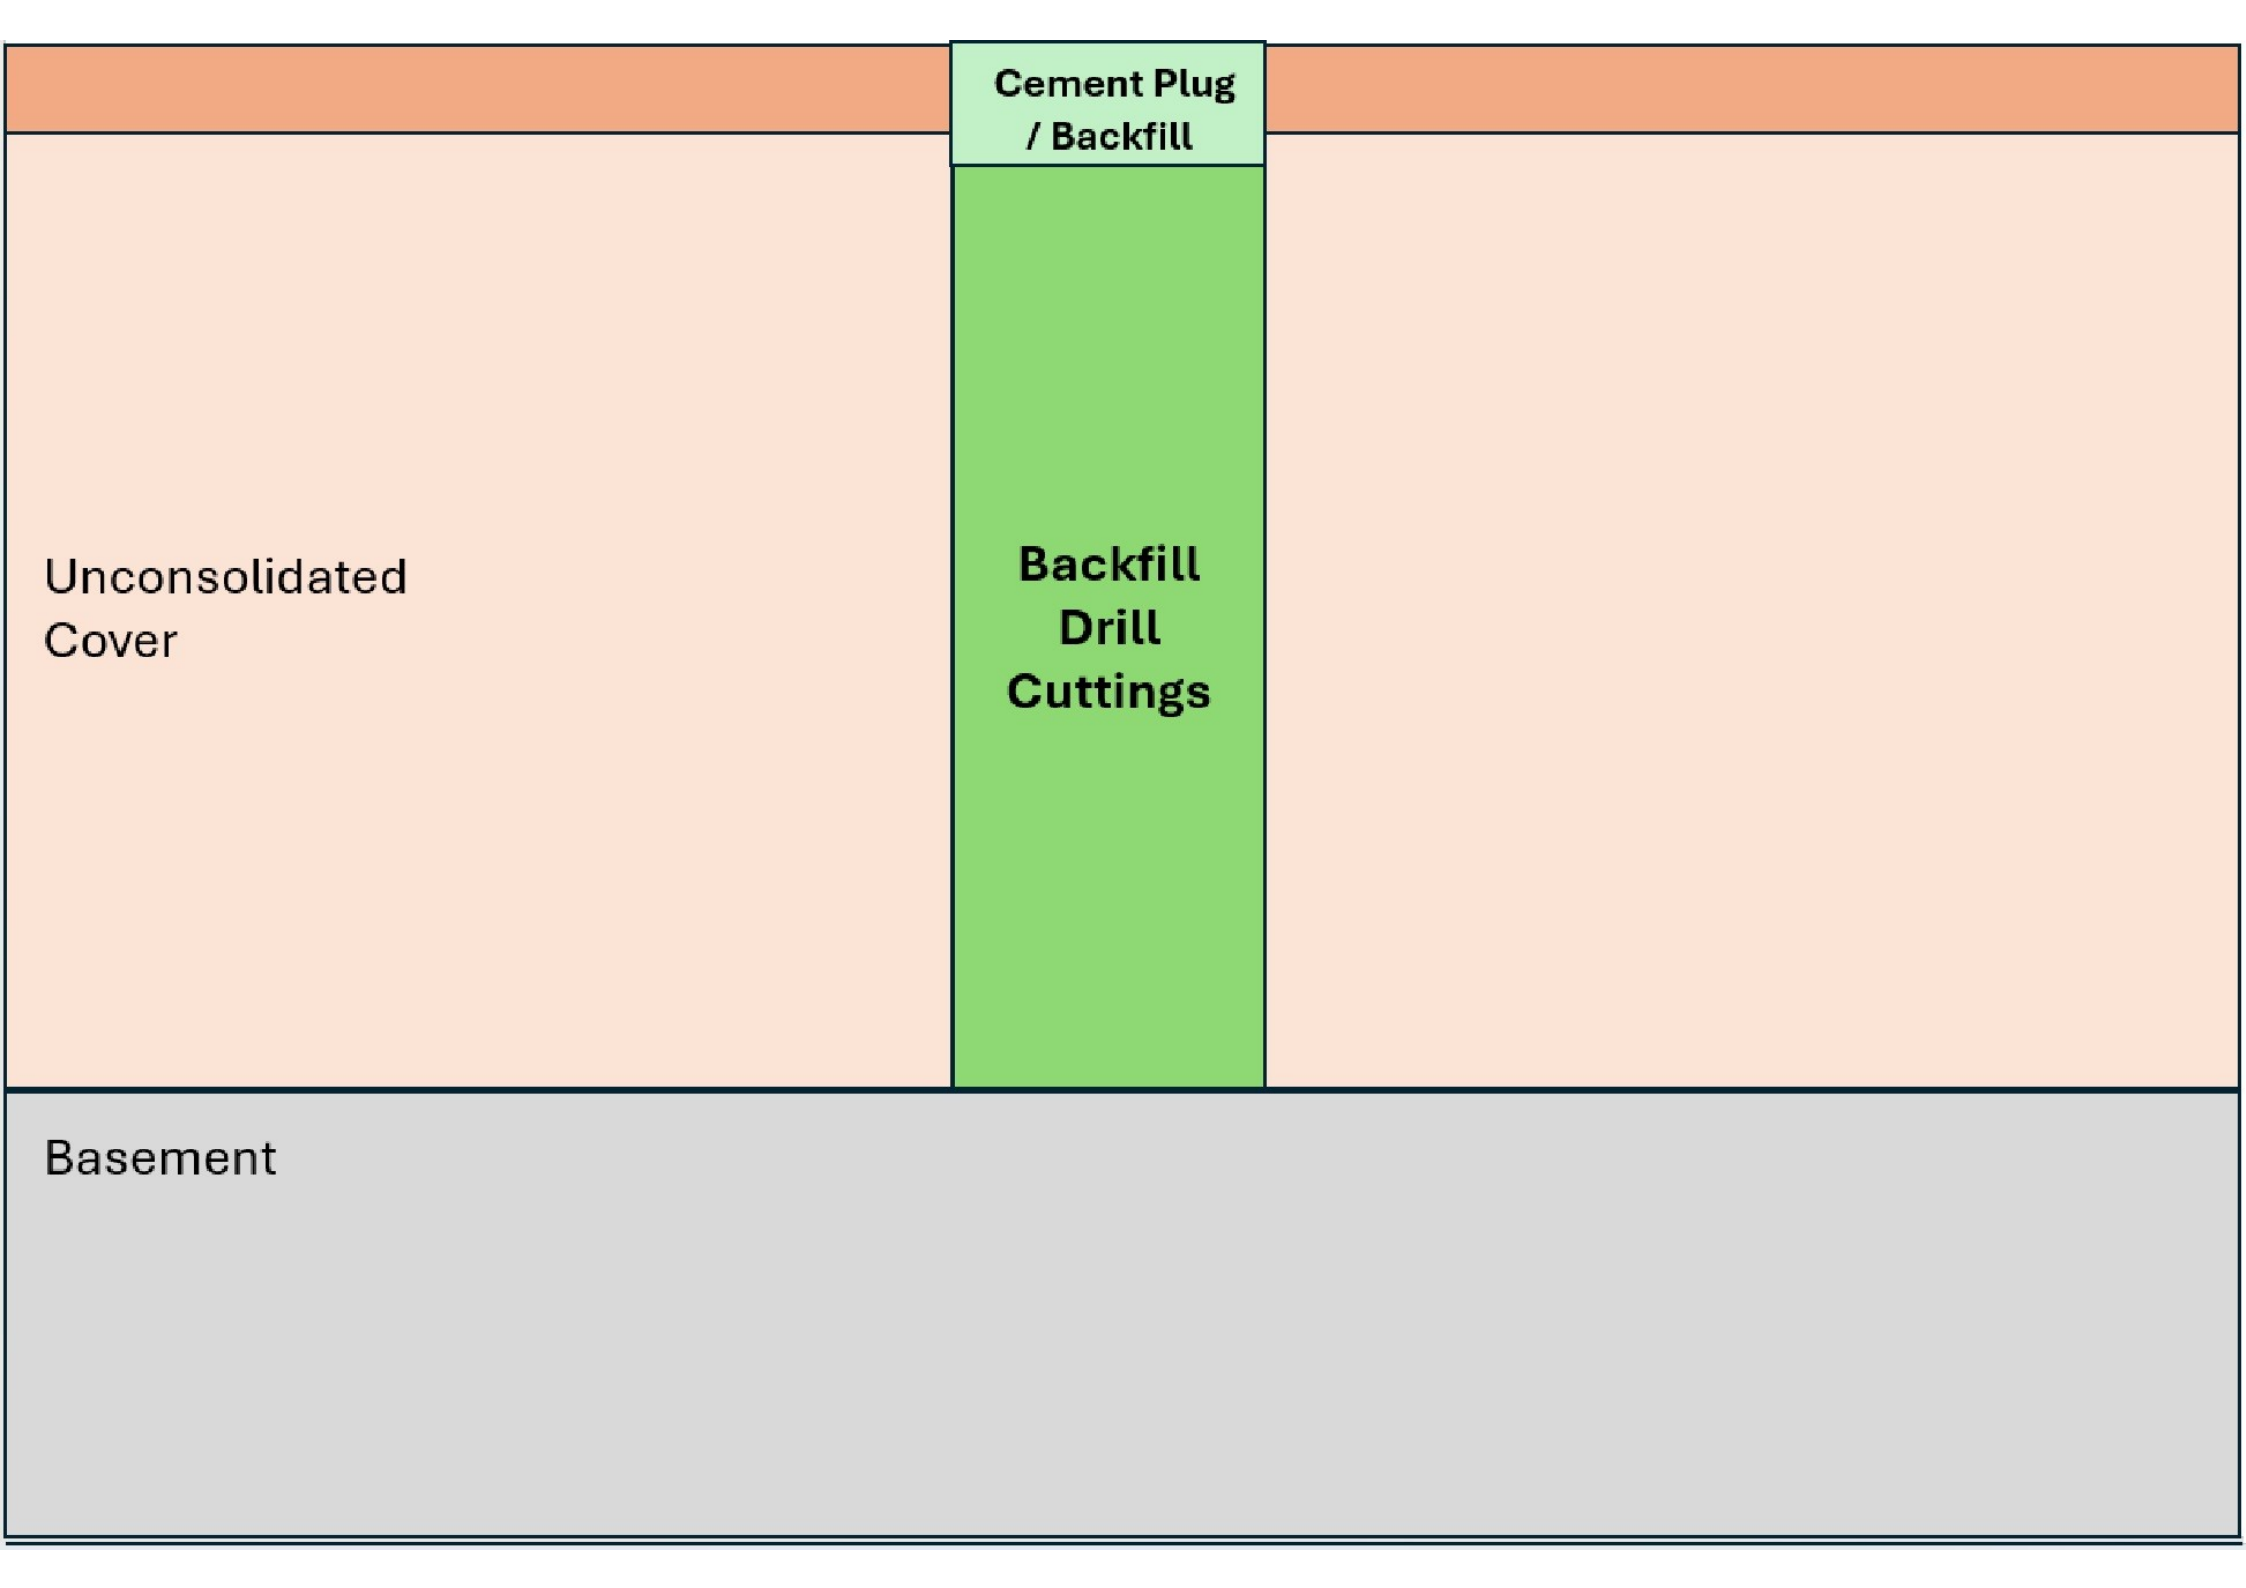 Cement Plug
/ Backfill
Unconsolidated
Cover
Backfill
Drill
Cuttings
Basement